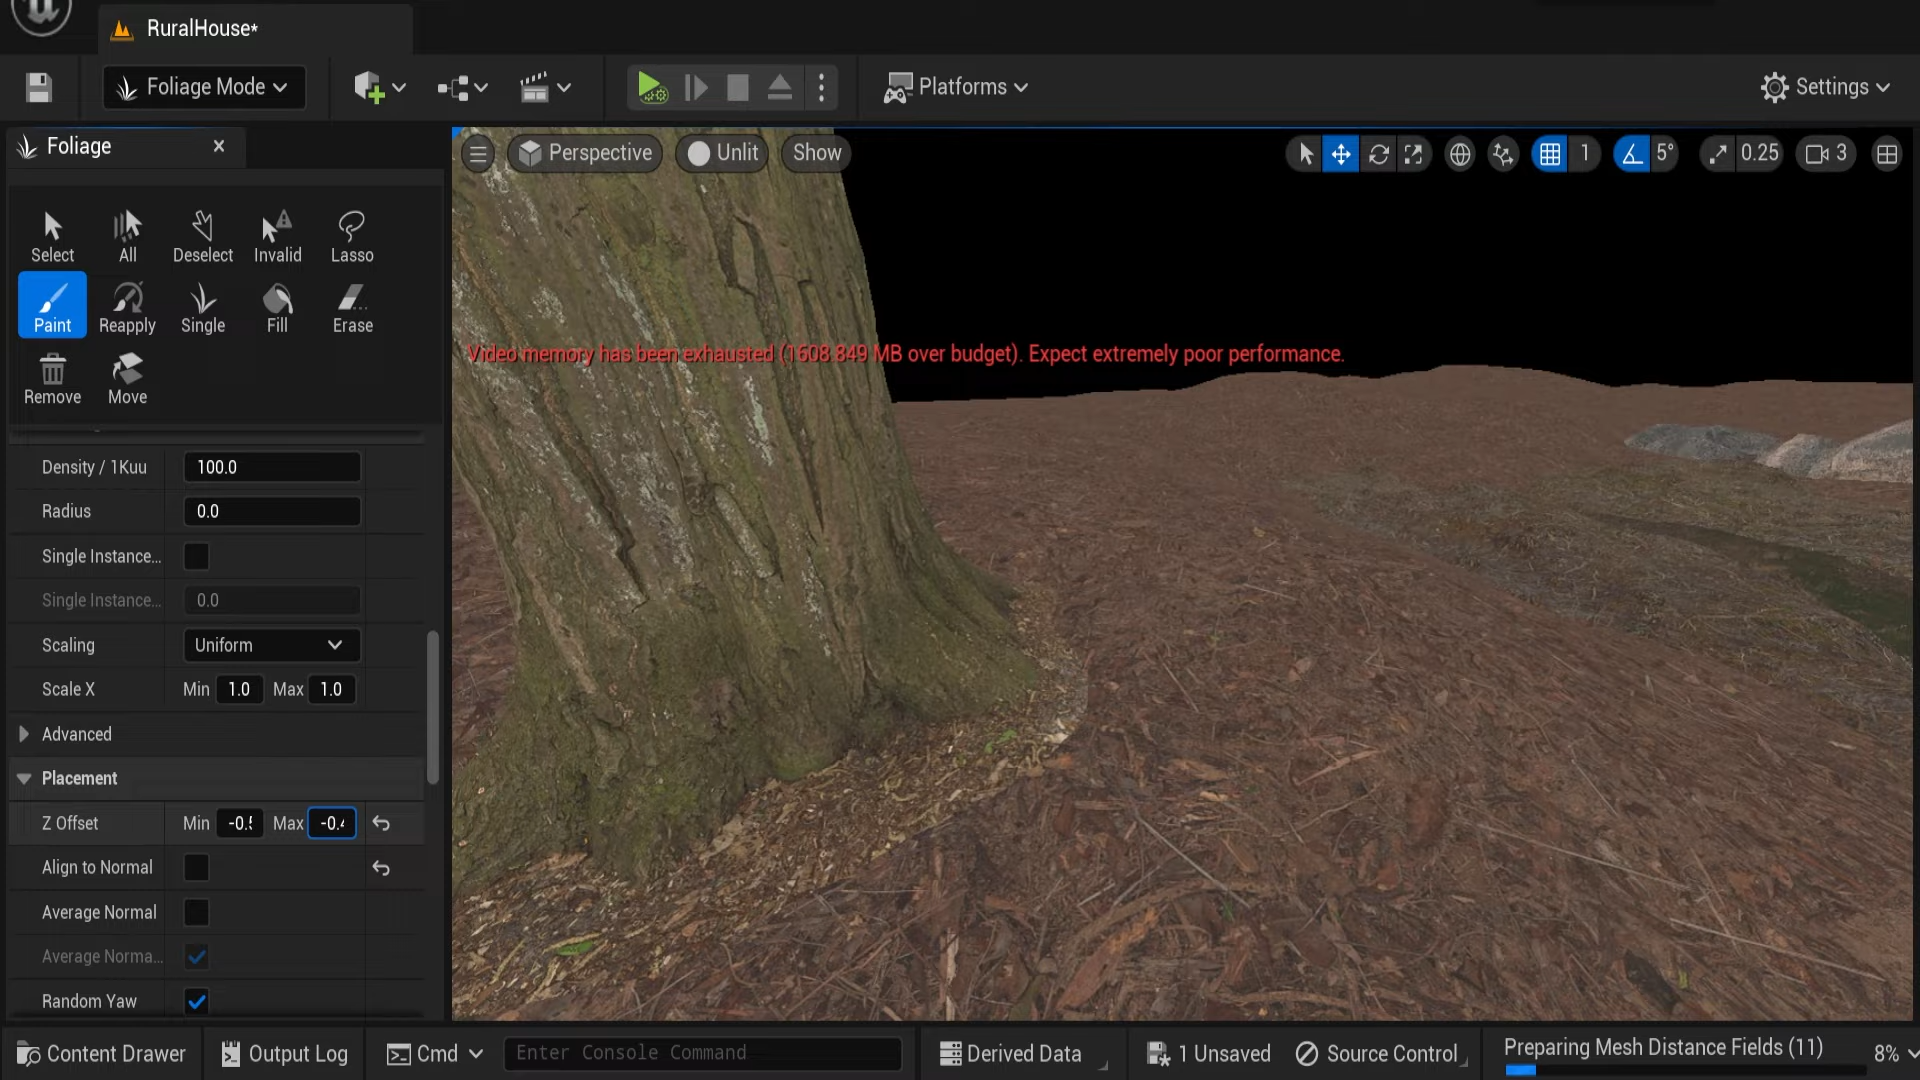 RuralHouse*
Foliage Mode
Platforms
Settings
Foliage
Perspective
Unlit
Show
1
5°
0.25
3
Select
All
Deselect
Invalid
Lasso
Paint
Reapply
Single
Fill
Erase
Remove
Move
Video memory has been exhausted (1608.849 MB over budget). Expect extremely poor performance.
Density / 1Kuu
100.0
Radius
0.0
Single Instance...
Single Instance...
0.0
Scaling
Uniform
Scale X
Min 1.0 Max 1.0
Advanced
Placement
Z Offset
Min -0. Max -0.
Align to Normal
Average Normal
Average Norma...
Random Yaw
Content Drawer
Output Log
Cmd
Enter Console Command
Derived Data
1 Unsaved
Source Control
Preparing Mesh Distance Fields (11)
8%